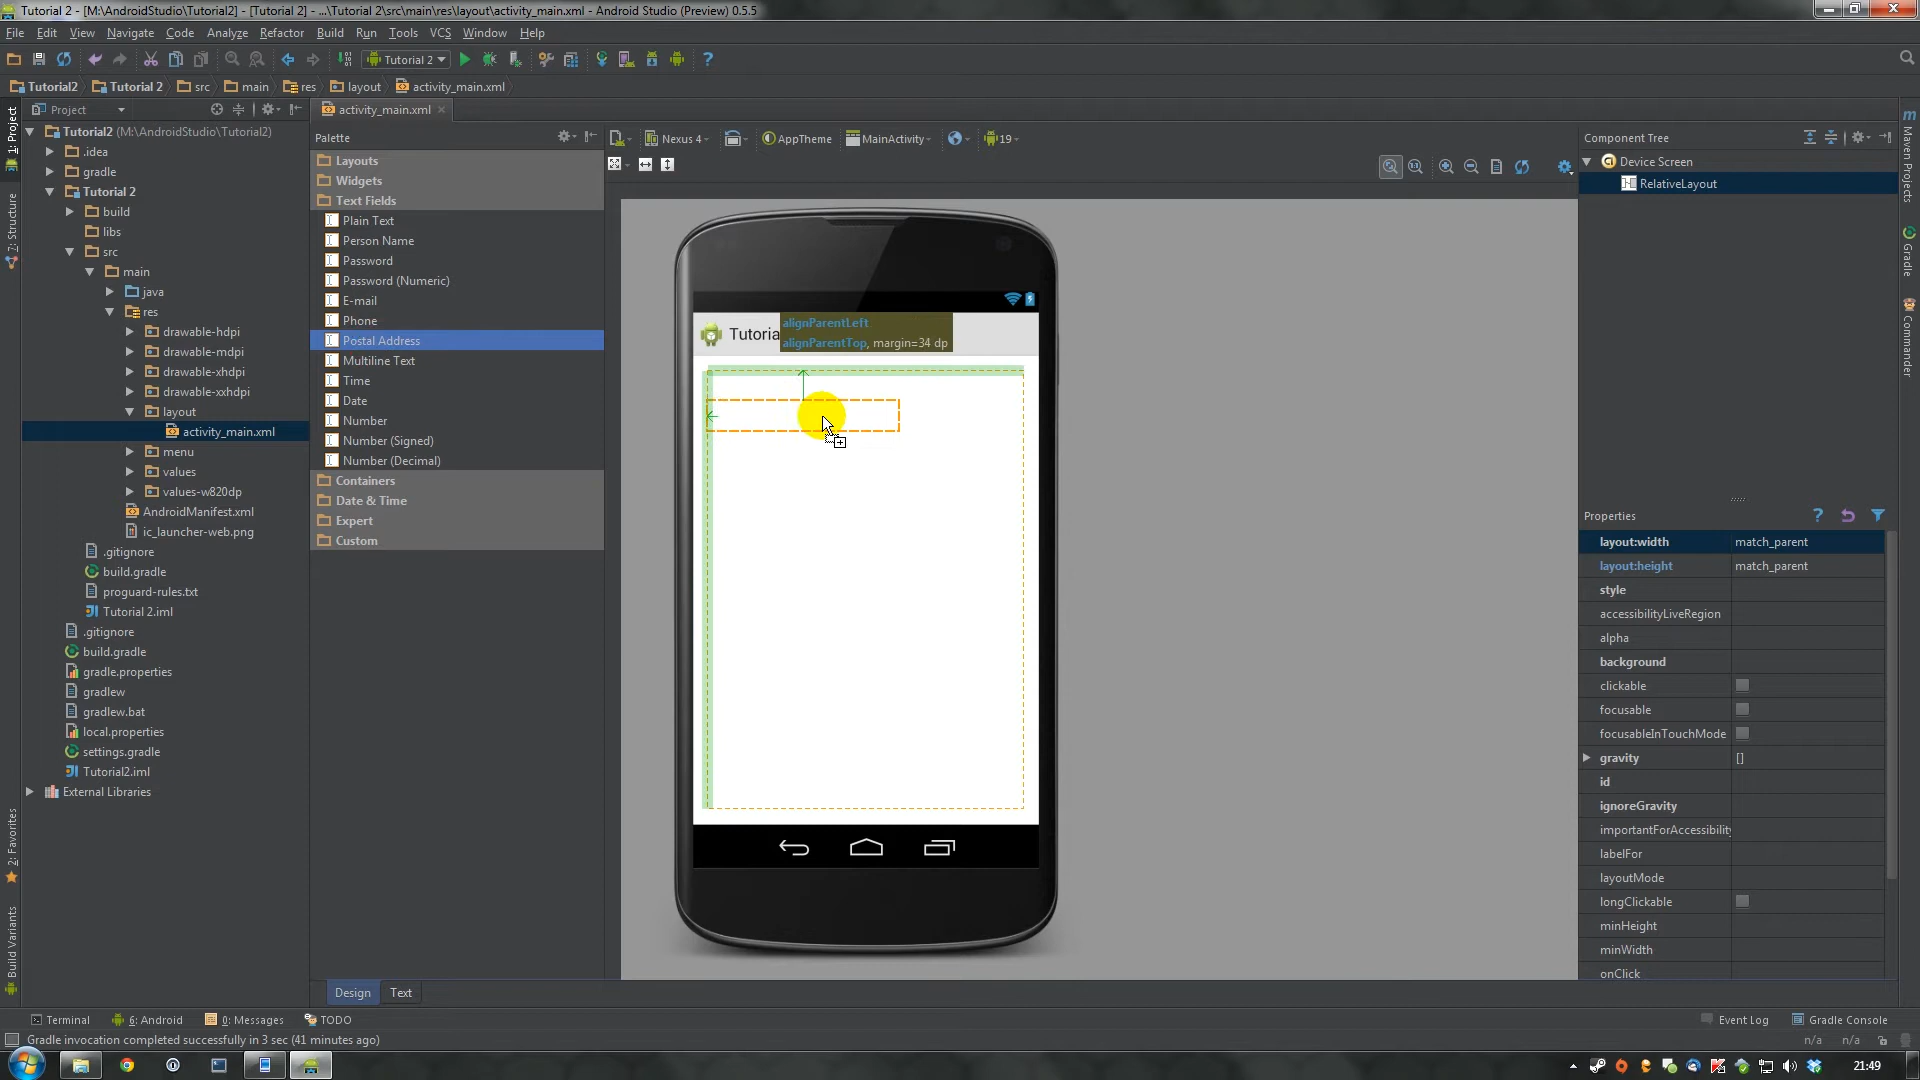 Tutorial 2 - [M:\AndroidStudio\Tutorial2] - [Tutorial 2] - ...\Tutorial 2\src\main\res\layout\activity_main.xml - Android Studio (Preview) 0.5.5
File Edit View Navigate Code Analyze Refactor Build Run Tools VCS Window Help
Tutorial 2
Tutorial2 Tutorial 2 src main res layout activity_main.xml
Project
activity_main.xml
1: Project
7: Structure
2: Favorites
Build Variants
Tutorial2 (M:\AndroidStudio\Tutorial2)
.idea
gradle
Tutorial 2
build
libs
src
main
java
res
drawable-hdpi
drawable-mdpi
drawable-xhdpi
drawable-xxhdpi
layout
activity_main.xml
menu
values
values-w820dp
AndroidManifest.xml
ic_launcher-web.png
.gitignore
build.gradle
proguard-rules.txt
Tutorial 2.iml
.gitignore
build.gradle
gradle.properties
gradlew
gradlew.bat
local.properties
settings.gradle
Tutorial2.iml
External Libraries
Palette
Layouts
Widgets
Text Fields
Plain Text
Person Name
Password
Password (Numeric)
E-mail
Phone
Postal Address
Multiline Text
Time
Date
Number
Number (Signed)
Number (Decimal)
Containers
Date & Time
Expert
Custom
Nexus 4 AppTheme MainActivity 19
Tutoria
alignParentLeft
alignParentTop, margin=34 dp
Design Text
Component Tree
Device Screen
RelativeLayout
Properties
layout:width match_parent
layout:height match_parent
style
accessibilityLiveRegion
alpha
background
clickable
focusable
focusableInTouchMode
gravity []
id
ignoreGravity
importantForAccessibility
labelFor
layoutMode
longClickable
minHeight
minWidth
onClick
Maven Projects
Gradle
Commander
Terminal 6: Android 0: Messages TODO Event Log Gradle Console
Gradle invocation completed successfully in 3 sec (41 minutes ago) n/a n/a
21:49